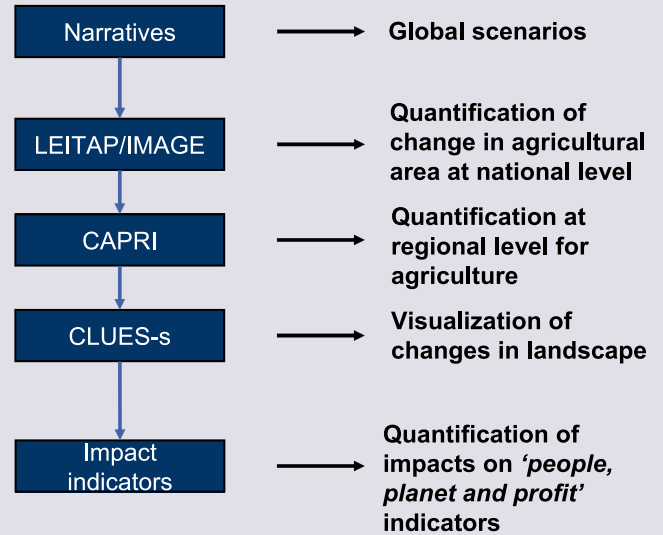 Narratives
Global scenarios
LEITAP/IMAGE
Quantification of
change in agricultural
area at national level
CAPRI
Quantification at
regional level for
agriculture
CLUES-s
Visualization of
changes in landscape
Impact
indicators
Quantification of
impacts on ‘people,
planet and profit’
indicators